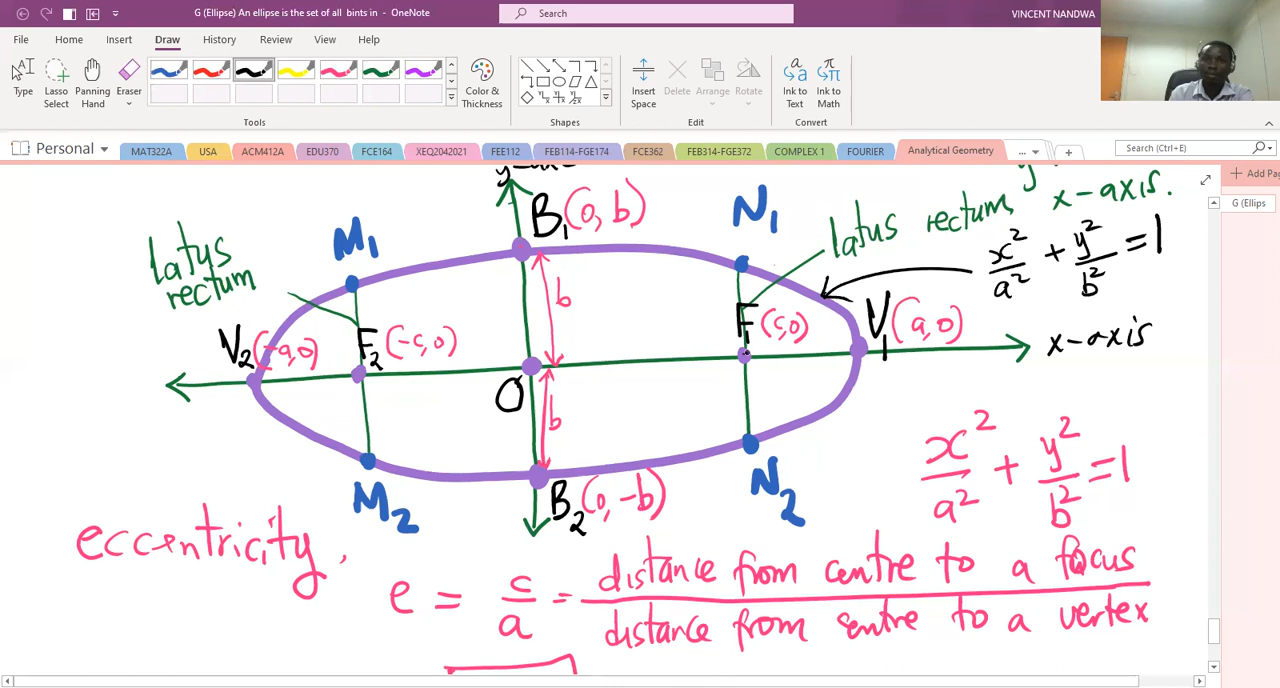 G (Ellipse) An ellipse is the set of all bints in - OneNote
Search
VINCENT NANDWA
File Home Insert Draw History Review View Help
Type
Lasso Select
Panning Hand
Eraser
Color & Thickness
Insert Space
Delete
Arrange
Rotate
Ink to Text
Ink to Math
Tools
Shapes
Edit
Convert
Personal
MAT322A USA ACM412A EDU370 FCE164 XEQ2042021 FEE112 FEB114-FGE174 FCE362 FEB314-FGE372 COMPLEX 1 FOURIER Analytical Geometry ...
Search (Ctrl+E)
Add Pag
G (Ellips
x-axis.
B₁(0, b)
N₁
latus rectum
M₁
latus
rectum
x²/a² + y²/b² = 1
b
V₂(-a,0)
F₂(-c,0)
F₁(c,0)
V₁(a,0)
x-axis
O
b
M₂
B₂(0,-b)
N₂
x²/a² + y²/b² = 1
eccentricity,
e = c/a = distance from centre to a focus
distance from sentre to a vertex